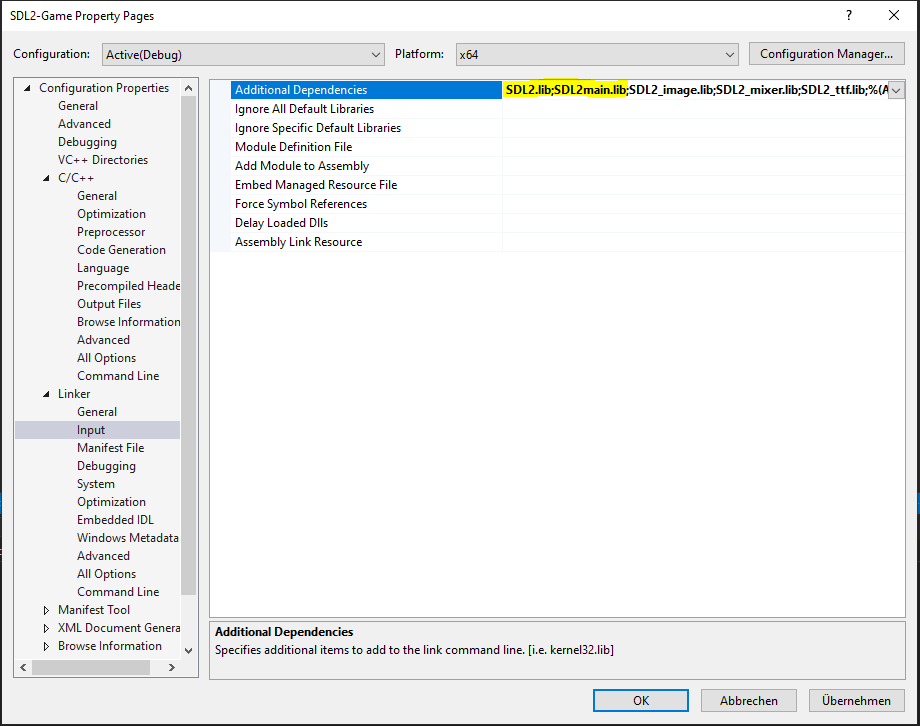 SDL2-Game Property Pages
?
Configuration: Active(Debug) Platform: x64 Configuration Manager...
Configuration Properties
General
Advanced
Debugging
VC++ Directories
C/C++
General
Optimization
Preprocessor
Code Generation
Language
Precompiled Heade
Output Files
Browse Information
Advanced
All Options
Command Line
Linker
General
Input
Manifest File
Debugging
System
Optimization
Embedded IDL
Windows Metadata
Advanced
All Options
Command Line
Manifest Tool
XML Document Genera
Browse Information
Additional Dependencies SDL2.lib;SDL2main.lib;SDL2_image.lib;SDL2_mixer.lib;SDL2_ttf.lib;%(A
Ignore All Default Libraries
Ignore Specific Default Libraries
Module Definition File
Add Module to Assembly
Embed Managed Resource File
Force Symbol References
Delay Loaded Dlls
Assembly Link Resource
Additional Dependencies
Specifies additional items to add to the link command line. [i.e. kernel32.lib]
OK Abbrechen Übernehmen